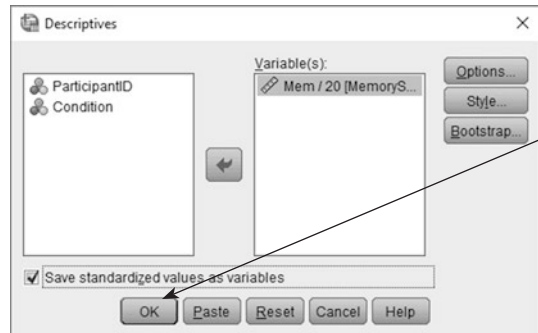 Descriptives
Variable(s):
ParticipantID
Condition
Mem / 20 [MemoryS...
Options...
Style...
Bootstrap...
Save standardized values as variables
OK Paste Reset Cancel Help